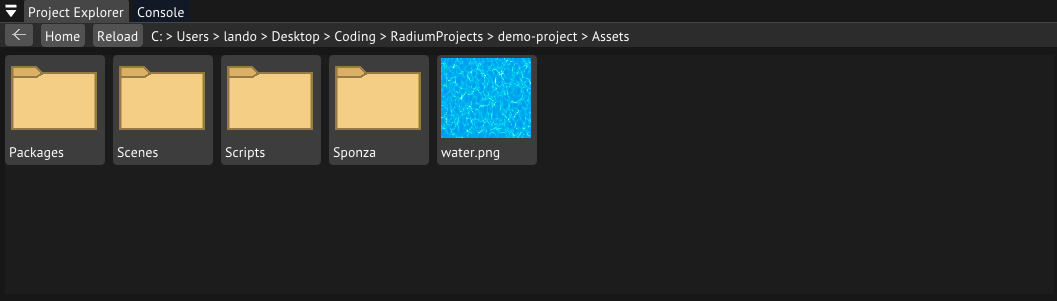 Project Explorer Console
Home Reload C: > Users > lando > Desktop > Coding > RadiumProjects > demo-project > Assets
Packages Scenes Scripts Sponza water.png